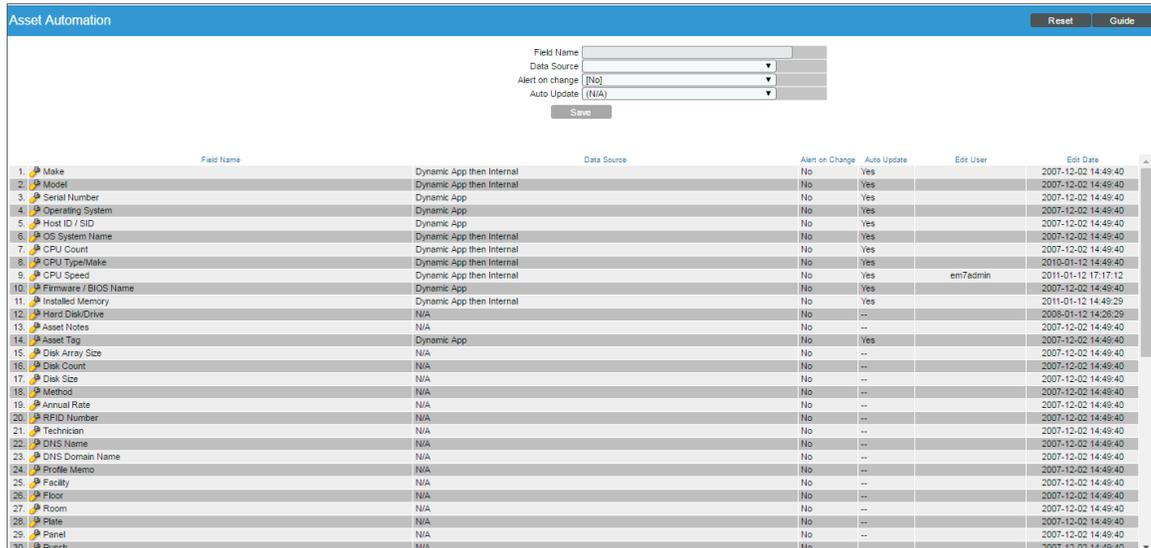 Asset Automation
Reset Guide
Field Name
Data Source
Alert on change [No]
Auto Update (N/A)
Save
Field Name Data Source Alert on Change Auto Update Edit User Edit Date
1. Make Dynamic App then Internal No Yes 2007-12-02 14:49:40
2. Model Dynamic App then Internal No Yes 2007-12-02 14:49:40
3. Serial Number Dynamic App No Yes 2007-12-02 14:49:40
4. Operating System Dynamic App No Yes 2007-12-02 14:49:40
5. Host ID / SID Dynamic App No Yes 2007-12-02 14:49:40
6. OS System Name Dynamic App then Internal No Yes 2007-12-02 14:49:40
7. CPU Count Dynamic App then Internal No Yes 2007-12-02 14:49:40
8. CPU Type/Make Dynamic App then Internal No Yes 2010-01-12 14:49:40
9. CPU Speed Dynamic App then Internal No Yes em7admin 2011-01-12 17:17:12
10. Firmware / BIOS Name Dynamic App No Yes 2007-12-02 14:49:40
11. Installed Memory Dynamic App then Internal No Yes 2011-01-12 14:49:29
12. Hard Disk/Drive N/A No -- 2008-01-12 14:26:29
13. Asset Notes N/A No -- 2007-12-02 14:49:40
14. Asset Tag Dynamic App No Yes 2007-12-02 14:49:40
15. Disk Array Size N/A No -- 2007-12-02 14:49:40
16. Disk Count N/A No -- 2007-12-02 14:49:40
17. Disk Size N/A No -- 2007-12-02 14:49:40
18. Method N/A No -- 2007-12-02 14:49:40
19. Annual Rate N/A No -- 2007-12-02 14:49:40
20. RFID Number N/A No -- 2007-12-02 14:49:40
21. Technician N/A No -- 2007-12-02 14:49:40
22. DNS Name N/A No -- 2007-12-02 14:49:40
23. DNS Domain Name N/A No -- 2007-12-02 14:49:40
24. Profile Memo N/A No -- 2007-12-02 14:49:40
25. Facility N/A No -- 2007-12-02 14:49:40
26. Floor N/A No -- 2007-12-02 14:49:40
27. Room N/A No -- 2007-12-02 14:49:40
28. Plate N/A No -- 2007-12-02 14:49:40
29. Panel N/A No -- 2007-12-02 14:49:40
30. Punch N/A No -- 2007-12-02 14:49:40